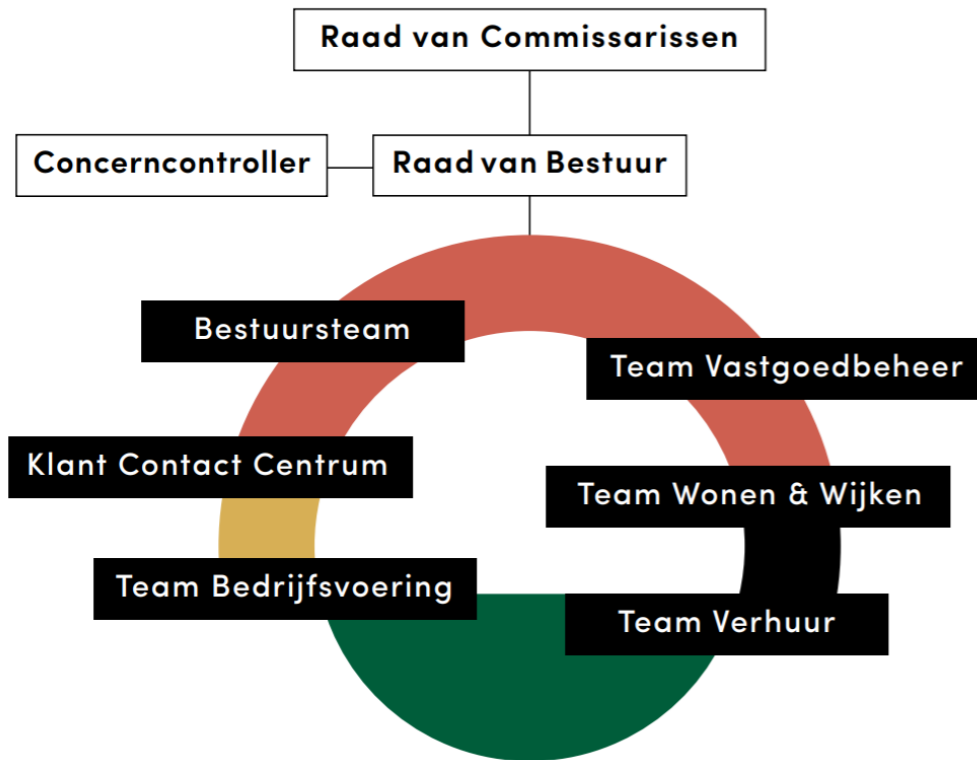 Raad van Commissarissen
Concerncontroller
Raad van Bestuur
Bestuursteam
Team Vastgoedbeheer
Klant Contact Centrum
Team Wonen & Wijken
Team Bedrijfsvoering
Team Verhuur